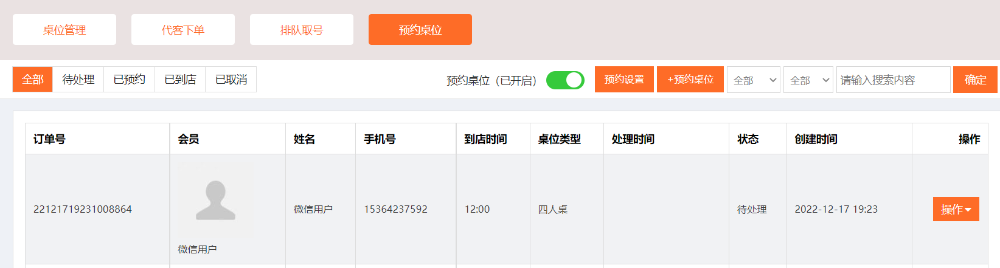 桌位管理 代客下单 排队取号 预约桌位
全部 待处理 已预约 已到店 已取消 预约桌位（已开启） 预约设置 +预约桌位 全部 全部 请输入搜索内容 确定
订单号 会员 姓名 手机号 到店时间 桌位类型 处理时间 状态 创建时间 操作
22121719231008864 微信用户 15364237592 12:00 四人桌 待处理 2022-12-17 19:23 操作
微信用户